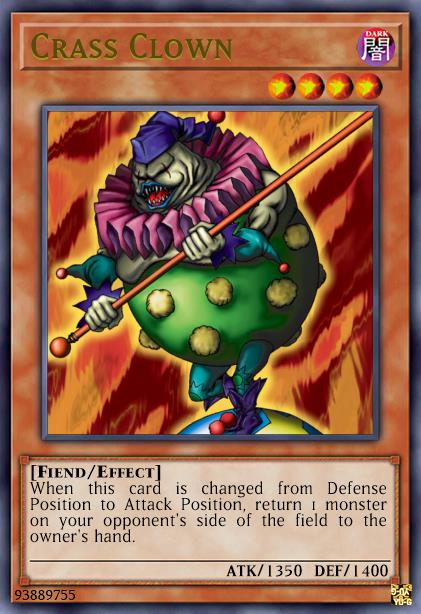 Crass Clown
DARK
闇
[Fiend/Effect]
When this card is changed from Defense
Position to Attack Position, return 1 monster
on your opponent's side of the field to the
owner's hand.
ATK/1350 DEF/1400
93889755